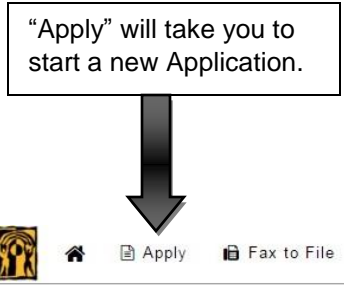 “Apply” will take you to
start a new Application.
Apply Fax to File